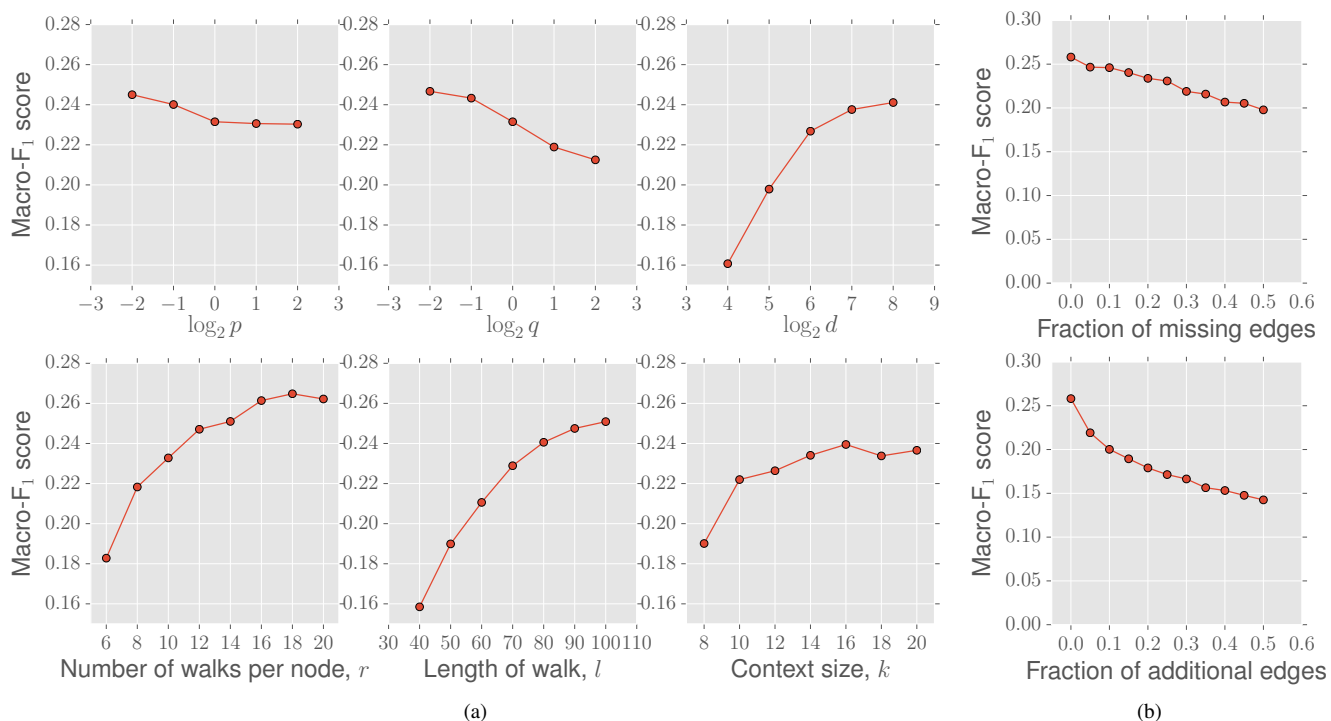 0.28
0.26
0.24
0.22
0.20
0.18
0.16
−3 −2 −1 0 1 2 3
log₂ p
Macro-F₁ score
0.28
0.26
0.24
0.22
0.20
0.18
0.16
−3 −2 −1 0 1 2 3
log₂ q
0.28
0.26
0.24
0.22
0.20
0.18
0.16
3 4 5 6 7 8 9
log₂ d
0.30
0.25
0.20
0.15
0.10
0.05
0.00
0.0 0.1 0.2 0.3 0.4 0.5 0.6
Fraction of missing edges
Macro-F₁ score
0.28
0.26
0.24
0.22
0.20
0.18
0.16
6 8 10 12 14 16 18 20
Number of walks per node, r
Macro-F₁ score
0.28
0.26
0.24
0.22
0.20
0.18
0.16
30 40 50 60 70 80 90 100 110
Length of walk, l
0.28
0.26
0.24
0.22
0.20
0.18
0.16
8 10 12 14 16 18 20
Context size, k
0.30
0.25
0.20
0.15
0.10
0.05
0.00
0.0 0.1 0.2 0.3 0.4 0.5 0.6
Fraction of additional edges
Macro-F₁ score
(a)
(b)